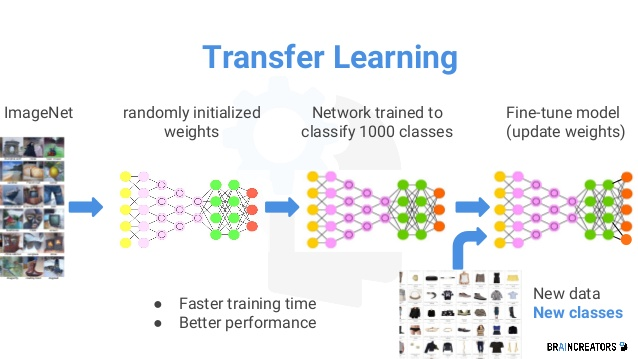 Transfer Learning
ImageNet
randomly initialized
weights
Network trained to
classify 1000 classes
Fine-tune model
(update weights)
● Faster training time
● Better performance
New data
New classes
BRAINCREATORS